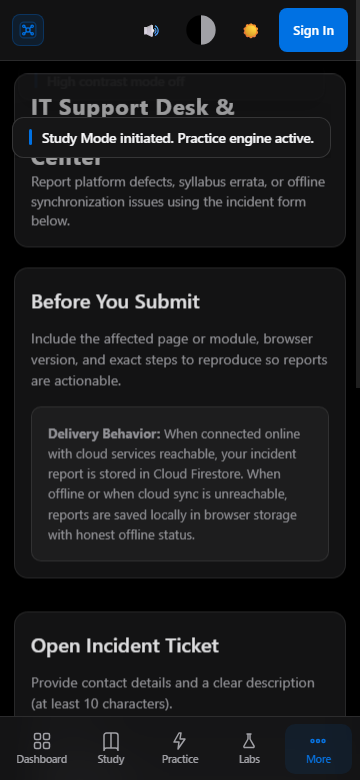 Sign In
High contrast mode off
IT Support Desk &
Study Mode initiated. Practice engine active.
Center
Report platform defects, syllabus errata, or offline
synchronization issues using the incident form
below.
Before You Submit
Include the affected page or module, browser
version, and exact steps to reproduce so reports
are actionable.
Delivery Behavior: When connected online
with cloud services reachable, your incident
report is stored in Cloud Firestore. When
offline or when cloud sync is unreachable,
reports are saved locally in browser storage
with honest offline status.
Open Incident Ticket
Provide contact details and a clear description
(at least 10 characters).
Dashboard
Study
Practice
Labs
More